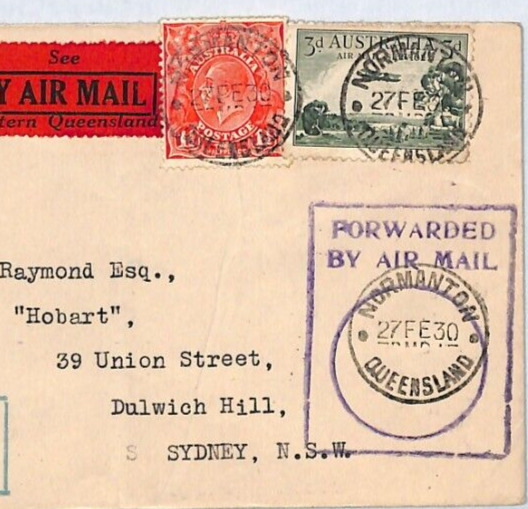 See
Y AIR MAIL
tern Queensland
AUSTRALIA
POSTAGE
NORMANTON
27FE30
QUEENSLAND
3d AUSTRALIA 3d
AIR MAIL SERVICE
NORMANTON
27FE30
QUEENSLAND
FORWARDED
BY AIR MAIL
NORMANTON
27FE30
QUEENSLAND
Raymond Esq.,
"Hobart",
39 Union Street,
Dulwich Hill,
S SYDNEY, N.S.W.